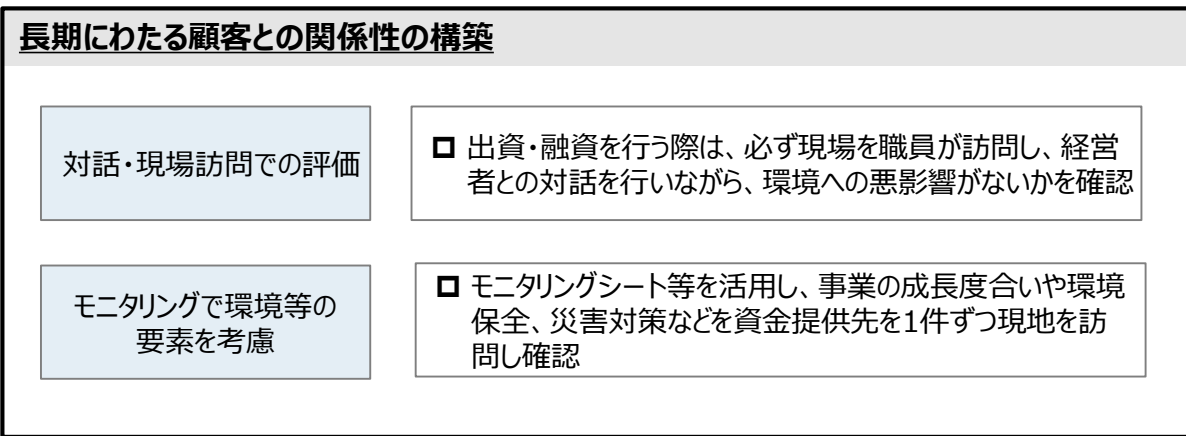 長期にわたる顧客との関係性の構築
対話・現場訪問での評価
❑ 出資・融資を行う際は、必ず現場を職員が訪問し、経営
者との対話を行いながら、環境への悪影響がないかを確認
モニタリングで環境等の
要素を考慮
❑ モニタリングシート等を活用し、事業の成長度合いや環境
保全、災害対策などを資金提供先を1件ずつ現地を訪
問し確認